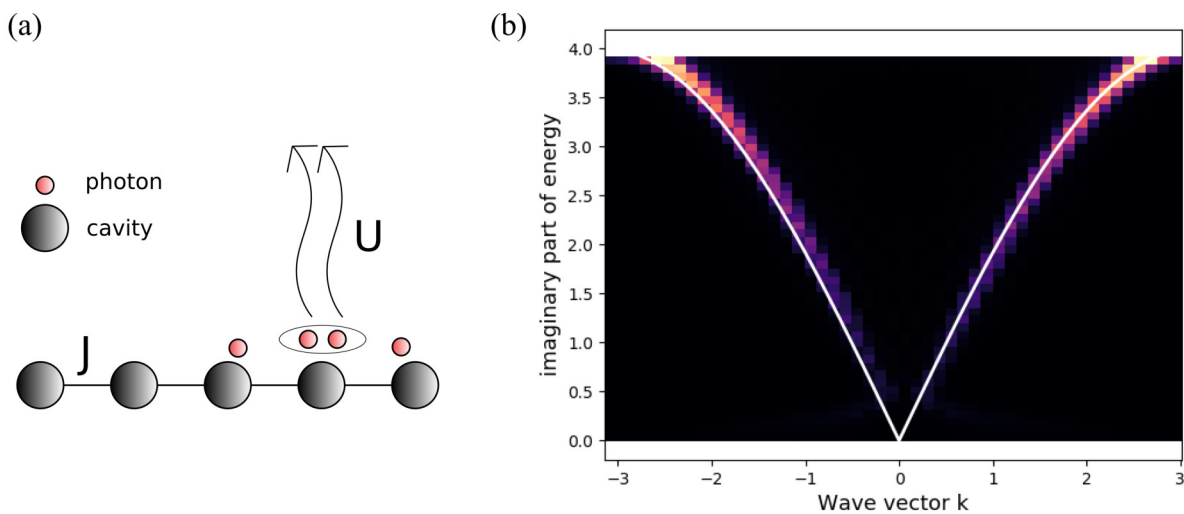 (a)
photon
cavity
U
J
(b)
imaginary part of energy
4.0
3.5
3.0
2.5
2.0
1.5
1.0
0.5
0.0
−3 −2 −1 0 1 2 3
Wave vector k